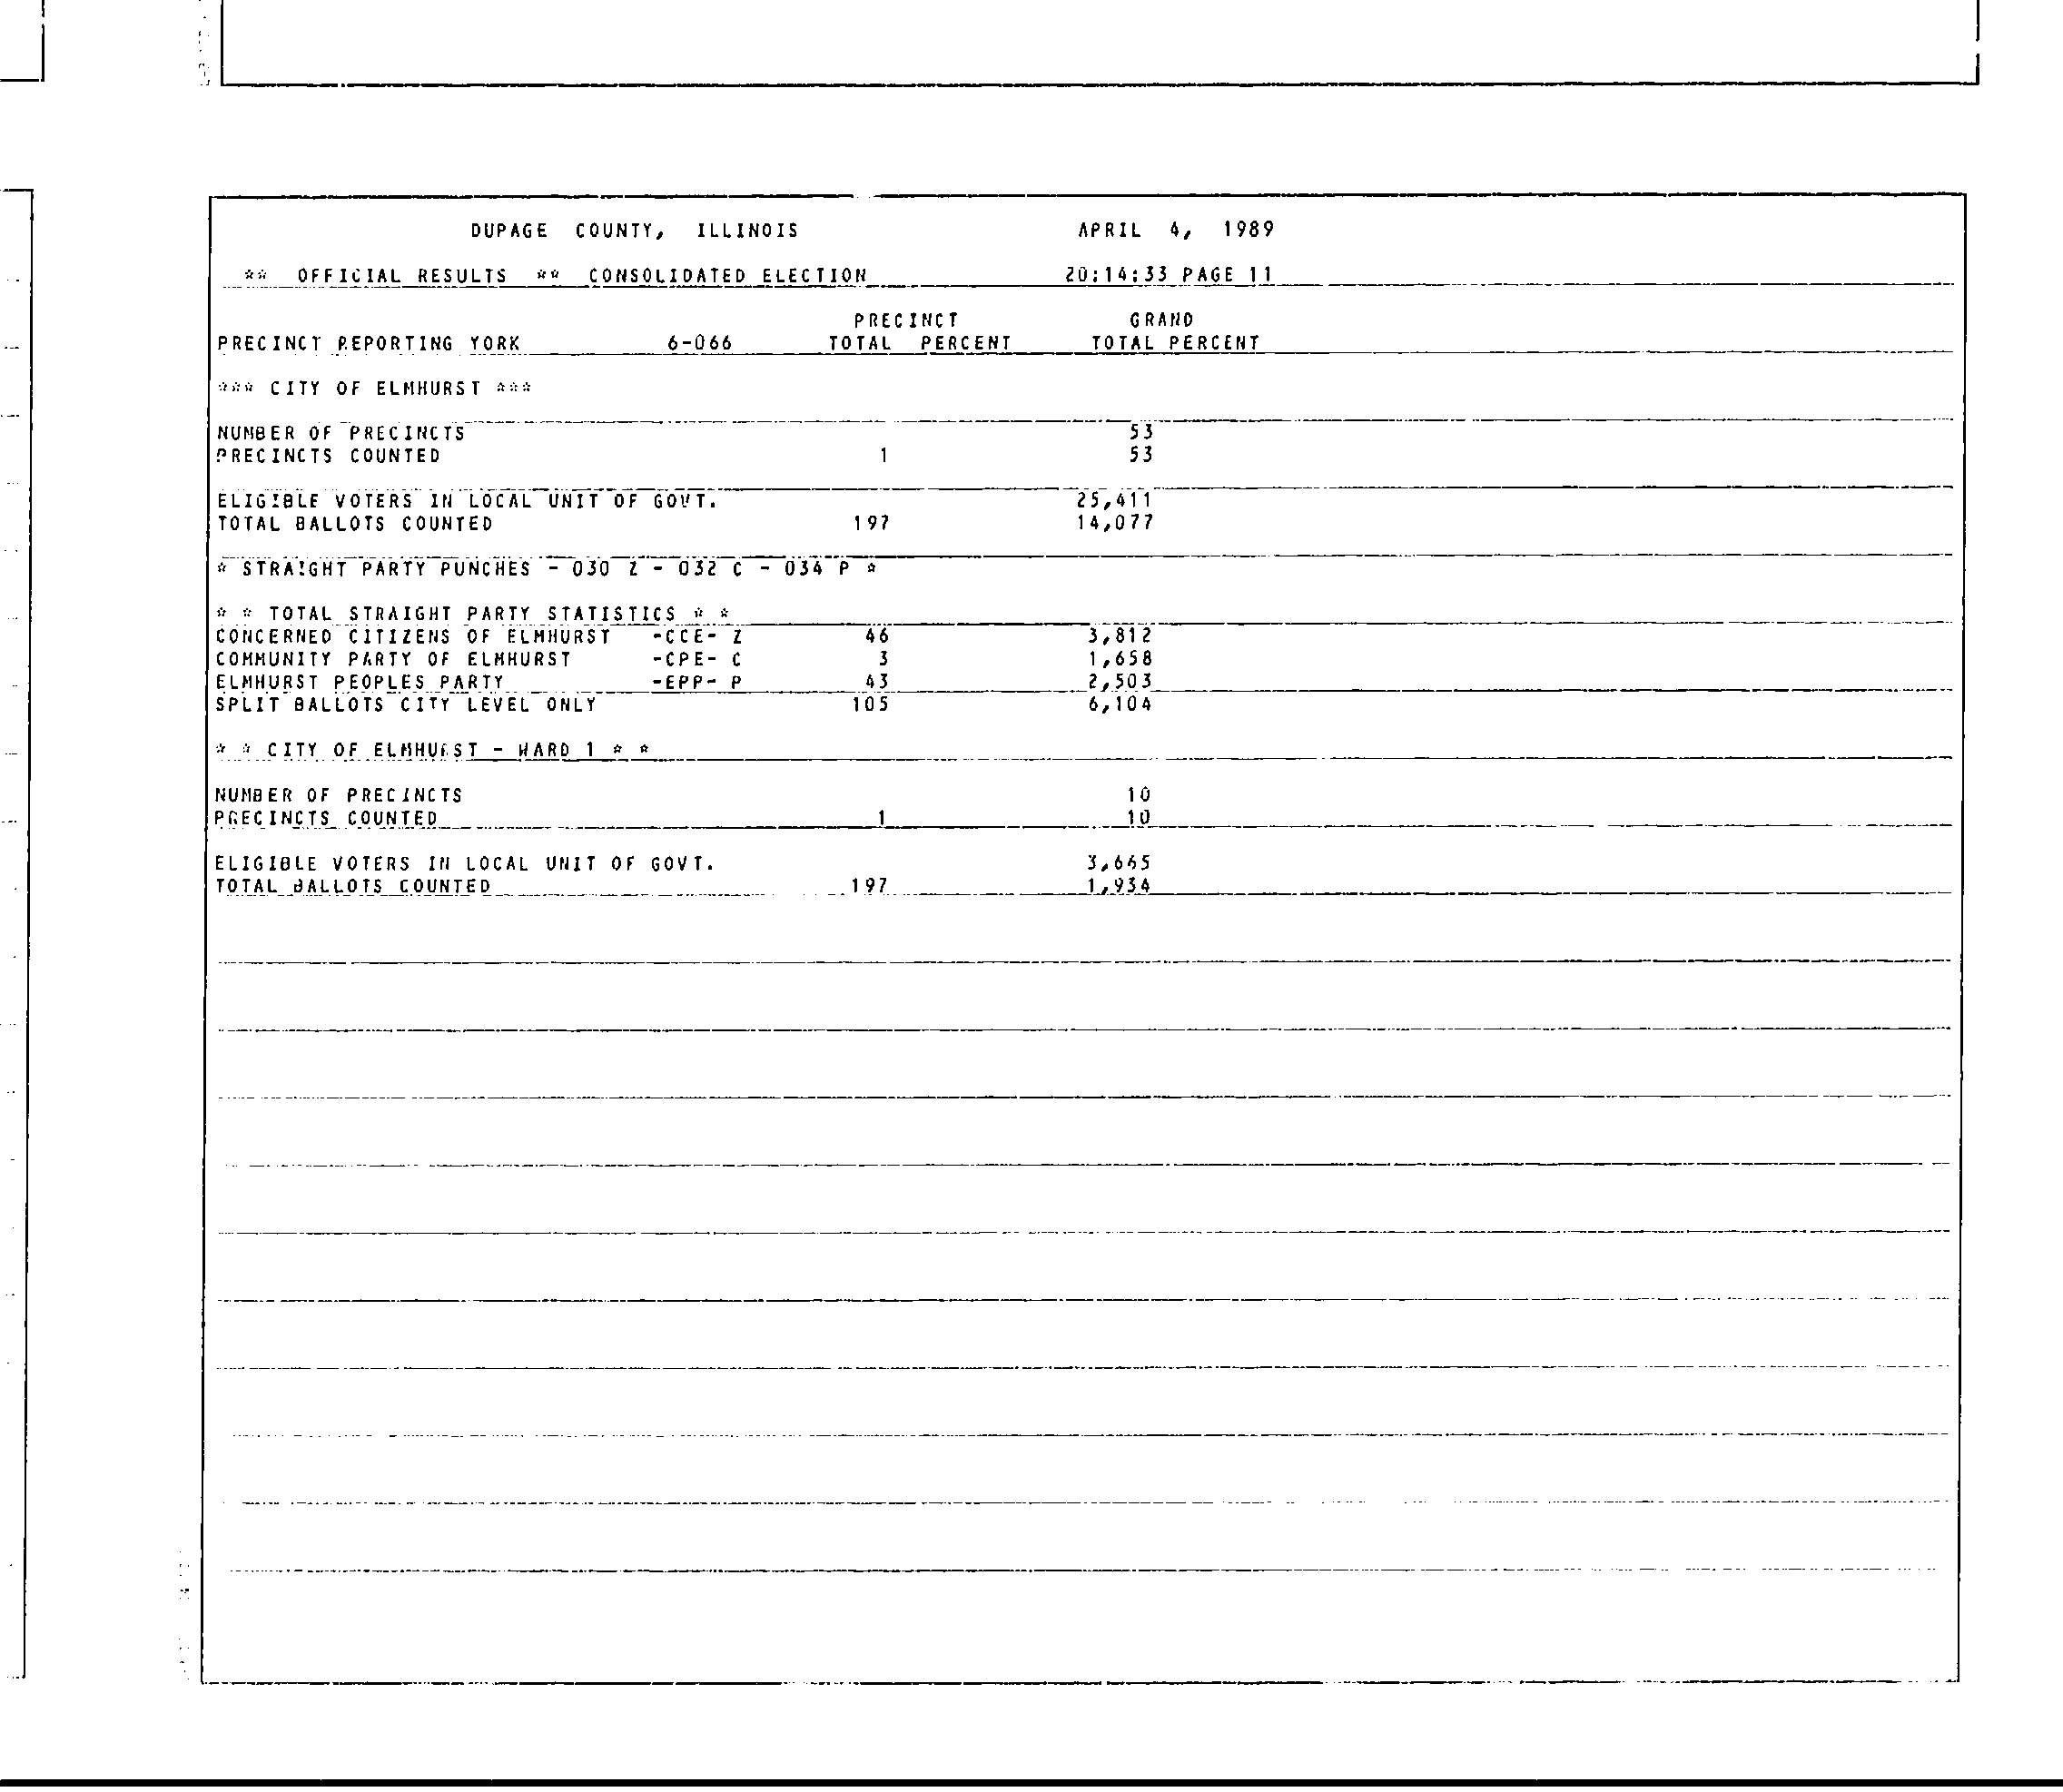 DUPAGE COUNTY, ILLINOIS APRIL 4, 1989
** OFFICIAL RESULTS ** CONSOLIDATED ELECTION 20:14:33 PAGE 11
PRECINCT GRAND
PRECINCT REPORTING YORK 6-066 TOTAL PERCENT TOTAL PERCENT
*** CITY OF ELMHURST ***
NUMBER OF PRECINCTS 53
PRECINCTS COUNTED 1 53
ELIGIBLE VOTERS IN LOCAL UNIT OF GOVT. 25,411
TOTAL BALLOTS COUNTED 197 14,077
* STRAIGHT PARTY PUNCHES - 030 Z - 032 C - 034 P *
* * TOTAL STRAIGHT PARTY STATISTICS * *
CONCERNED CITIZENS OF ELMHURST -CCE- Z 46 3,812
COMMUNITY PARTY OF ELMHURST -CPE- C 3 1,658
ELMHURST PEOPLES PARTY -EPP- P 43 2,503
SPLIT BALLOTS CITY LEVEL ONLY 105 6,104
* * CITY OF ELMHURST - WARD 1 * *
NUMBER OF PRECINCTS 10
PRECINCTS COUNTED 1 10
ELIGIBLE VOTERS IN LOCAL UNIT OF GOVT. 3,665
TOTAL BALLOTS COUNTED 197 1,934